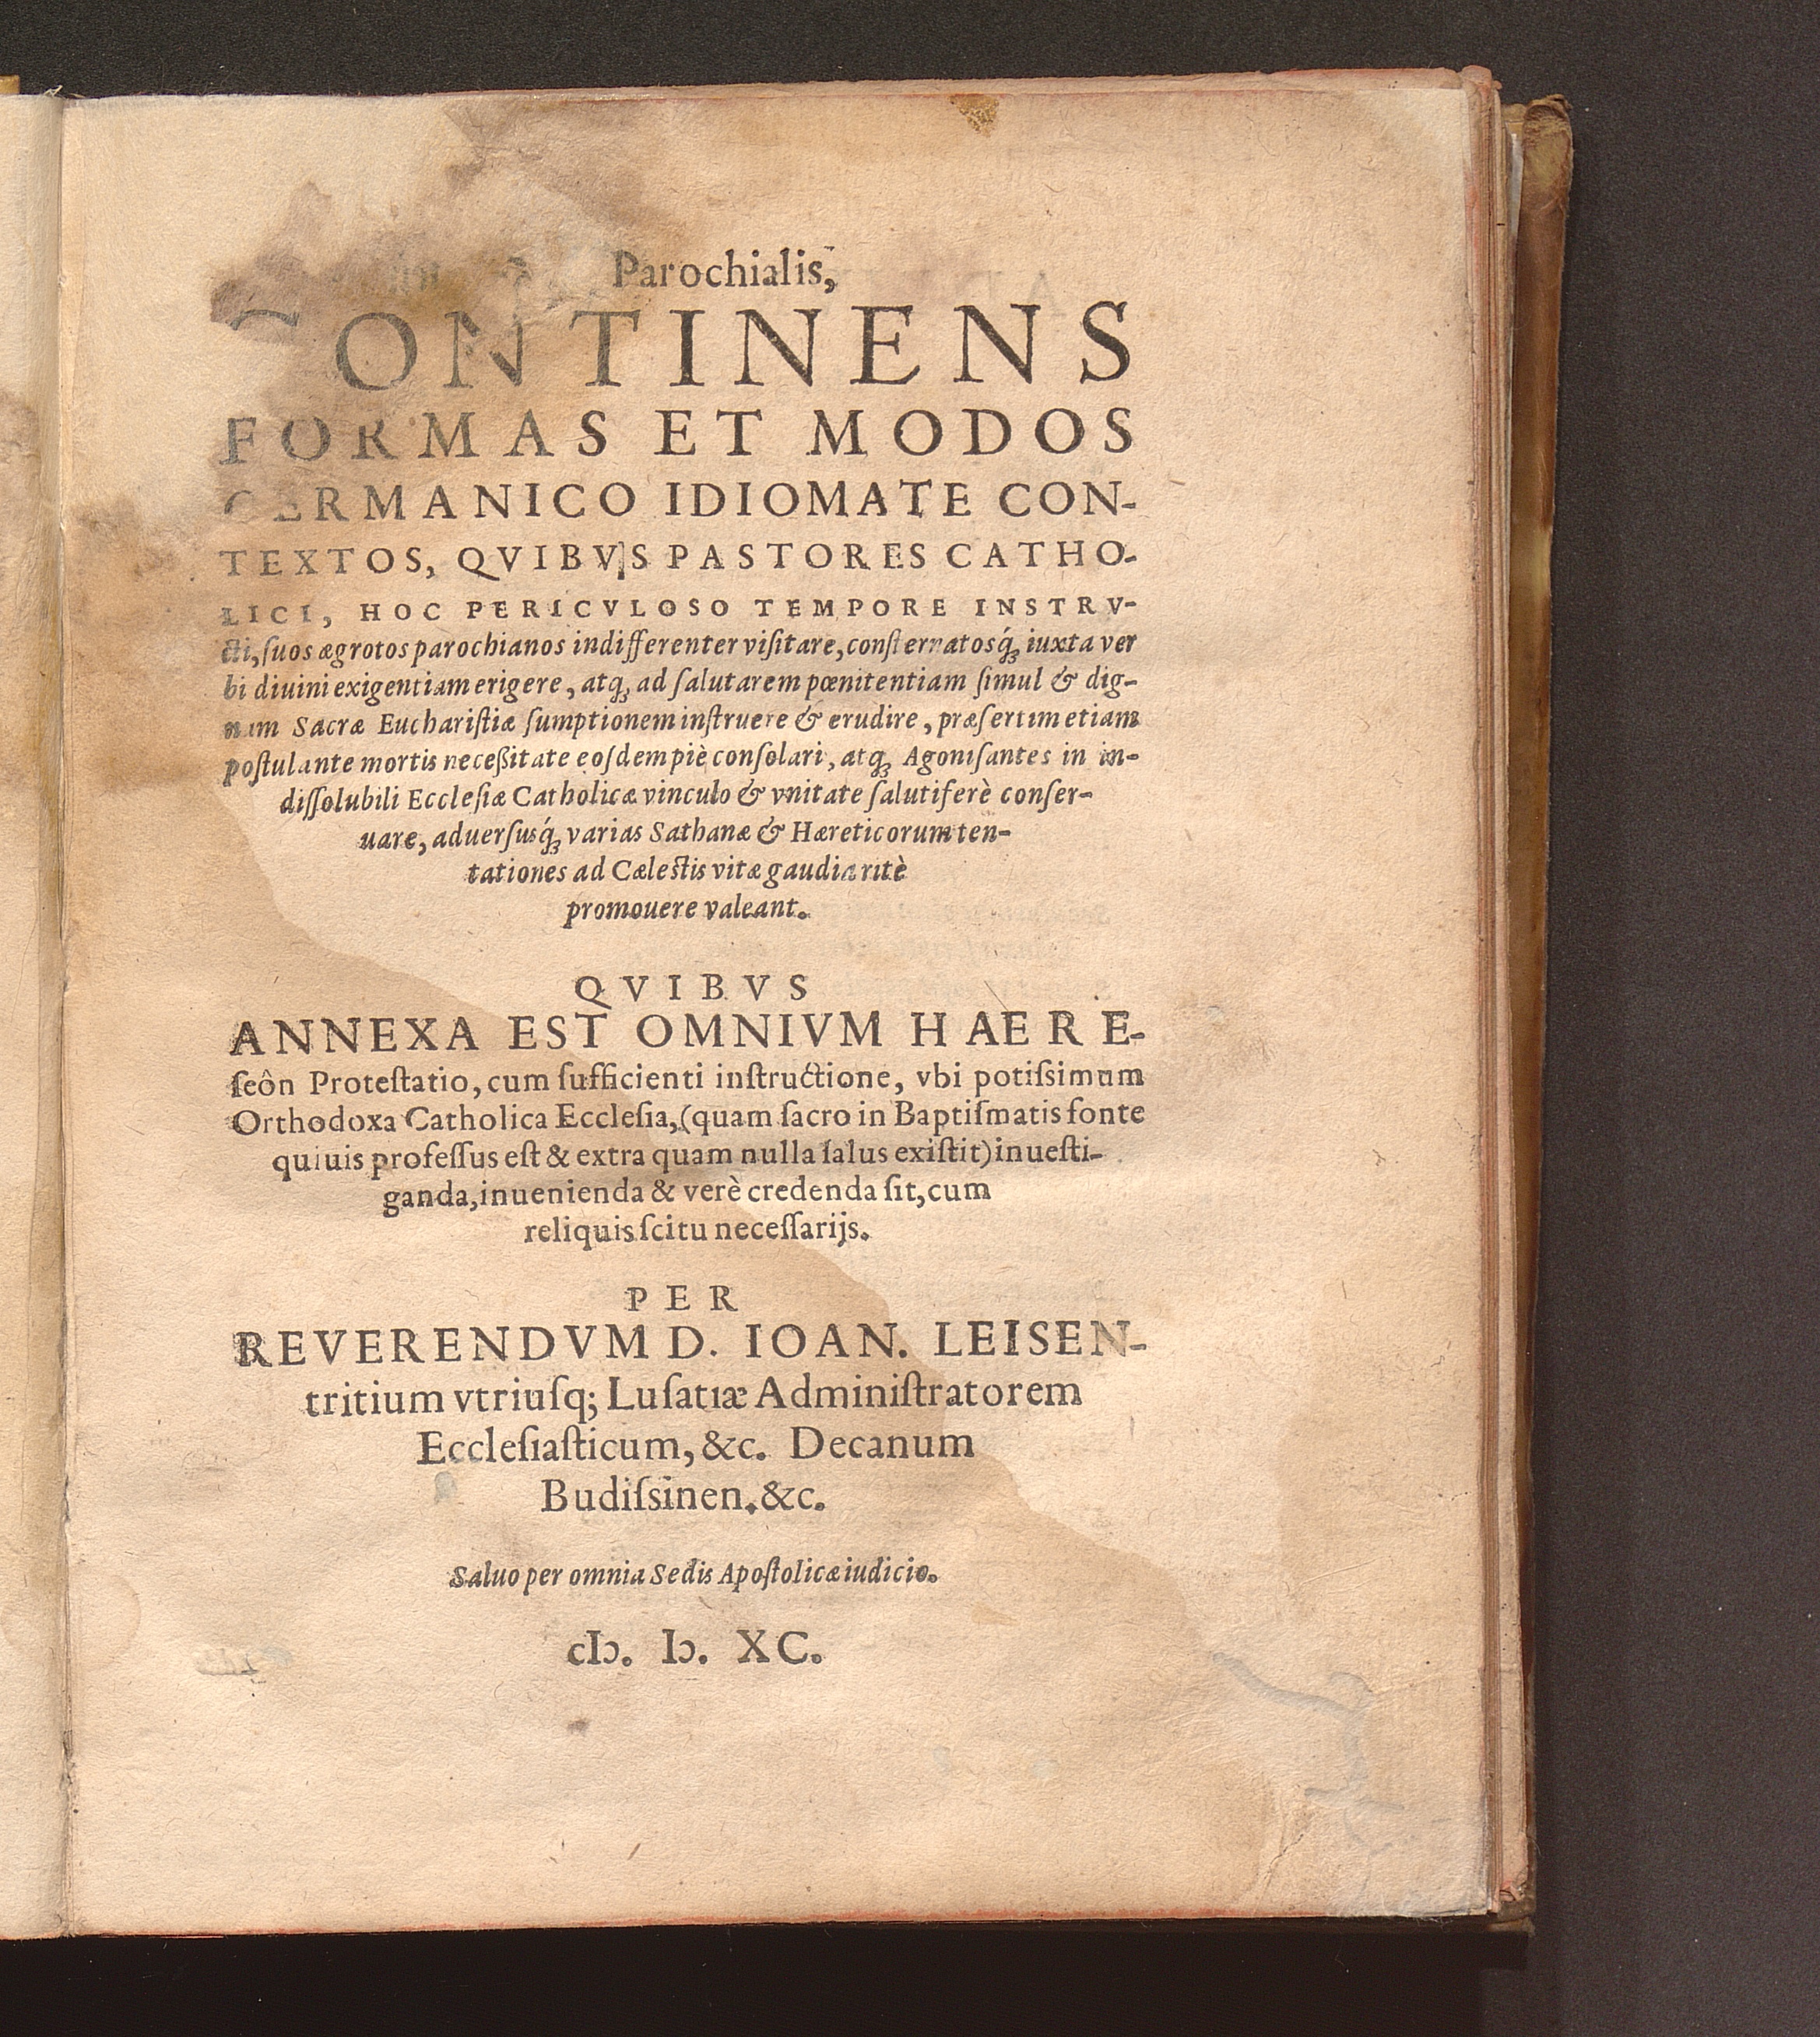 Parochialis,
CONTINENS
FORMAS ET MODOS
GERMANICO IDIOMATE CON-
TEXTOS, QVIBVS PASTORES CATHO-
LICI, HOC PERICVLOSO TEMPORE INSTRV-
cti, ſuos ægrotos parochianos indifferenter viſitare, conſternatosq́ꝫ iuxta ver
bi diuini exigentiam erigere, atqꝫ ad ſalutarem pœnitentiam ſimul & dig-
nam Sacræ Euchariſtiæ ſumptionem inſtruere & erudire, præſertim etiam
poſtulante mortis neceßitate eoſdem piè conſolari, atqꝫ Agoniſantes in in-
diſſolubili Eccleſiæ Catholicæ vinculo & vnitate ſalutiferè conſer-
uare, aduerſusq́ꝫ varias Sathanæ & Hæreticorum ten-
tationes ad Cæleſtis vitæ gaudia ritè
promouere valeant.
QVIBVS
ANNEXA EST OMNIVM HAERE-
ſeôn Proteſtatio, cum ſufficienti inſtructione, vbi potiſsimum
Orthodoxa Catholica Eccleſia, (quam ſacro in Baptiſmatis fonte
quiuis profeſſus eſt & extra quam nulla ſalus exiſtit) inueſti-
ganda, inuenienda & verè credenda ſit, cum
reliquis ſcitu neceſſarijs.
PER
REVERENDVM D. IOAN. LEISEN-
tritium vtriuſq; Luſatiæ Adminiſtratorem
Eccleſiaſticum, &c. Decanum
Budiſsinen. &c.
Saluo per omnia Sedis Apoſtolicæ iudicio.
cIↄ. Iↄ. XC.